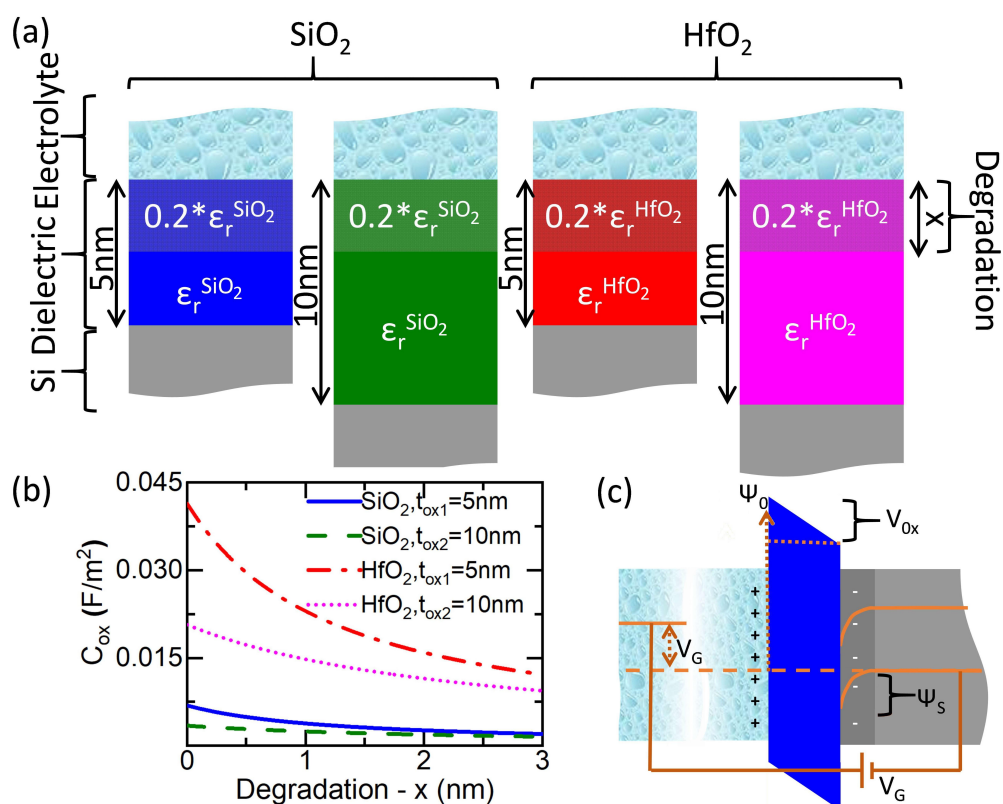 (a)
SiO₂
HfO₂
Electrolyte
Dielectric
Si
5nm
0.2*εᵣ^SiO₂
εᵣ^SiO₂
10nm
0.2*εᵣ^SiO₂
εᵣ^SiO₂
5nm
0.2*εᵣ^HfO₂
εᵣ^HfO₂
10nm
0.2*εᵣ^HfO₂
εᵣ^HfO₂
x
Degradation
(b)
0.045
0.030
0.015
Cox (F/m²)
SiO₂,tox1=5nm
SiO₂,tox2=10nm
HfO₂,tox1=5nm
HfO₂,tox2=10nm
0
1
2
3
Degradation - x (nm)
(c)
Ψ₀
V0x
+
+
+
+
+
+
+
-
-
-
-
-
VG
ΨS
VG